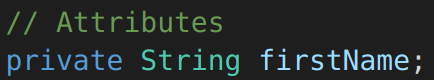 // Attributes
private String firstName;